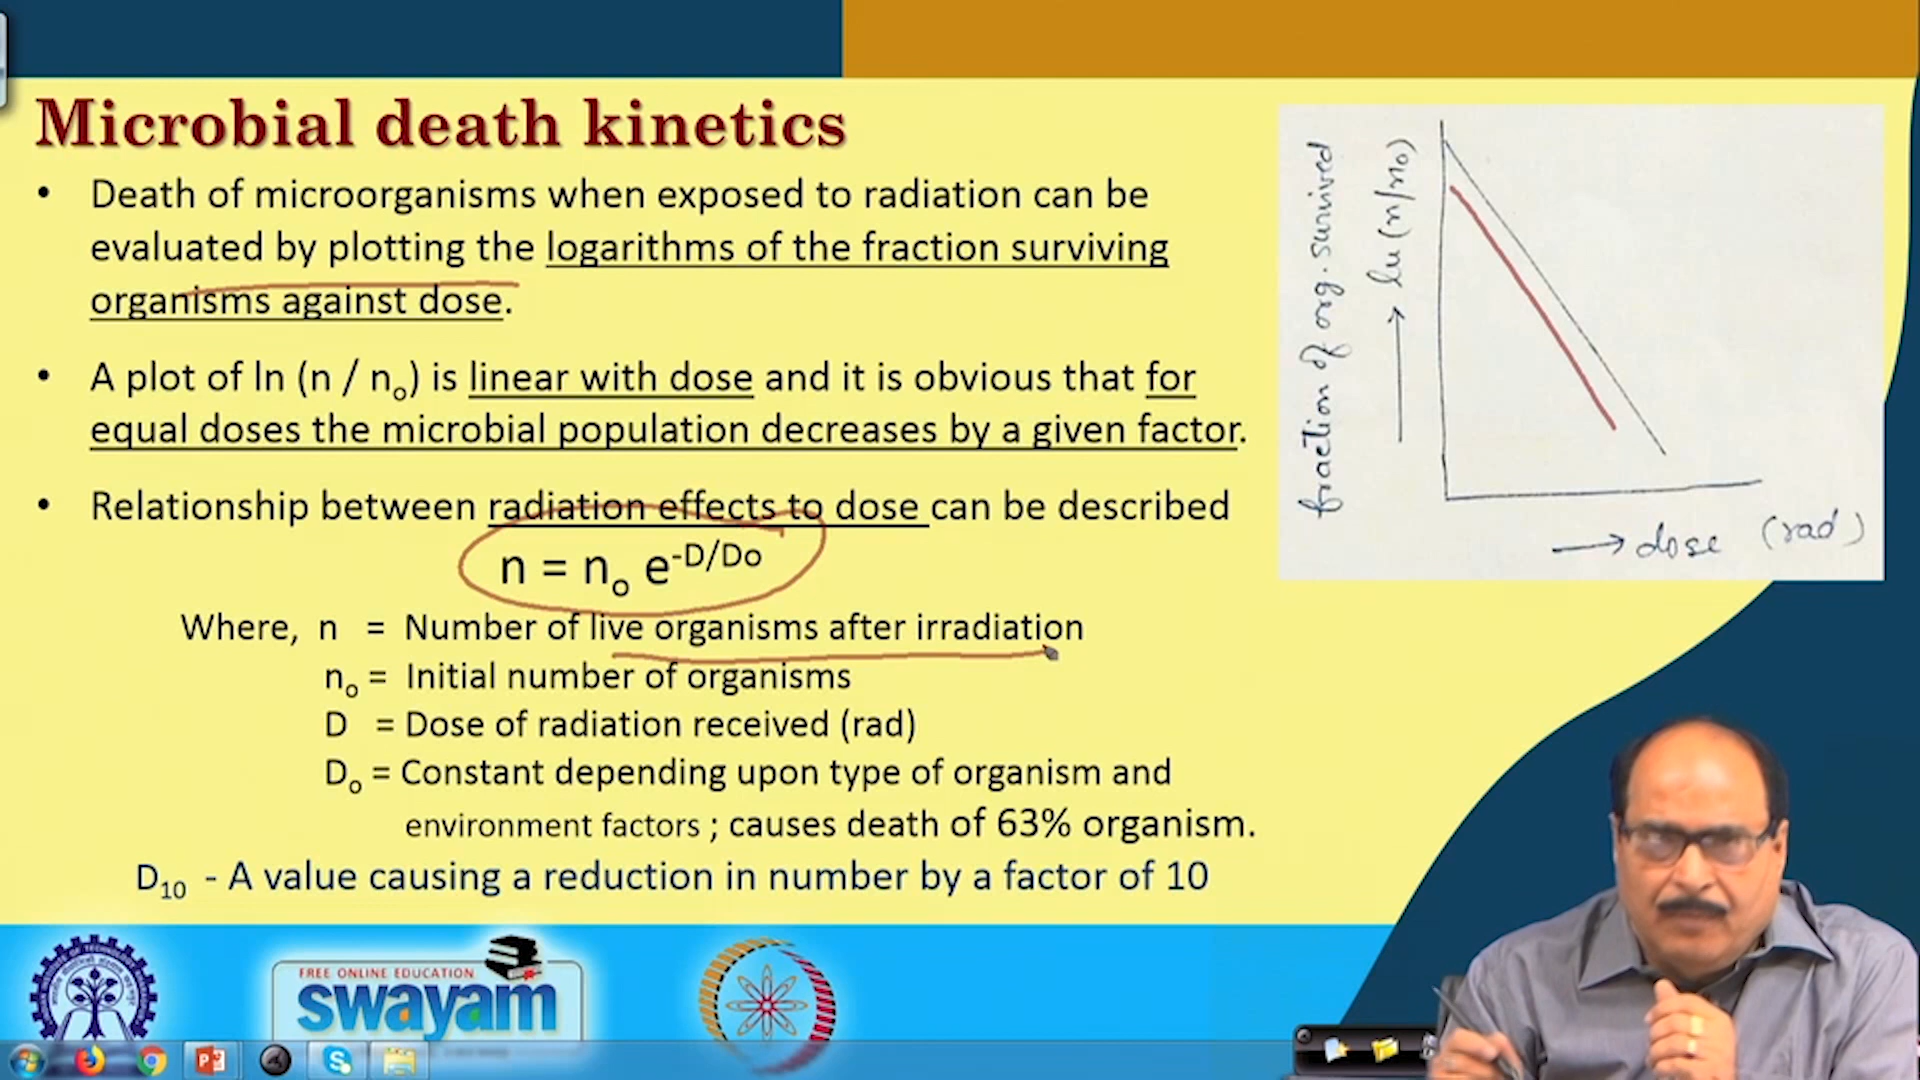 Microbial death kinetics
• Death of microorganisms when exposed to radiation can be
evaluated by plotting the logarithms of the fraction surviving
organisms against dose.
• A plot of ln (n / nₒ) is linear with dose and it is obvious that for
equal doses the microbial population decreases by a given factor.
• Relationship between radiation effects to dose can be described
n = nₒ e^-D/Do
Where, n = Number of live organisms after irradiation
nₒ = Initial number of organisms
D = Dose of radiation received (rad)
Dₒ = Constant depending upon type of organism and
environment factors ; causes death of 63% organism.
D₁₀ - A value causing a reduction in number by a factor of 10
fraction of org. survived
→ ln (n/n₀)
→ dose (rad)
FREE ONLINE EDUCATION
swayam